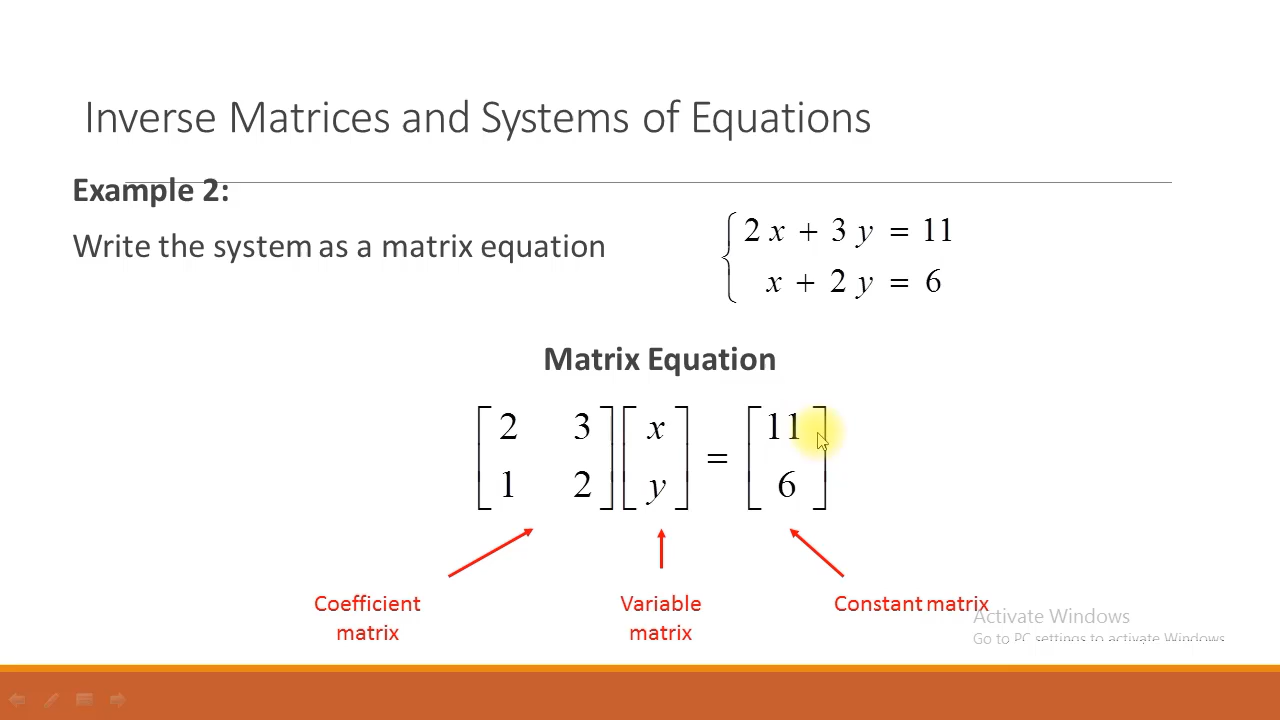 Inverse Matrices and Systems of Equations
Example 2:
Write the system as a matrix equation
2 x + 3 y = 11
x + 2 y = 6
Matrix Equation
2 3 x = 11
1 2 y 6
Coefficient matrix
Variable matrix
Constant matrix
Activate Windows
Go to PC settings to activate Windows